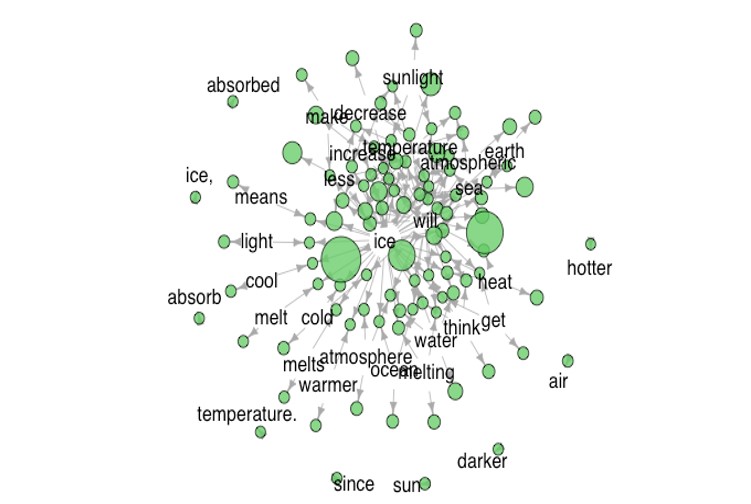 sunlight
absorbed
make
decrease
temperature
increase
earth
atmospheric
ice,
less
means
sea
will
light
ice
hotter
cool
heat
absorb
melt
cold
think
get
water
atmosphere
melts
ocean
melting
warmer
air
temperature.
darker
since
sun